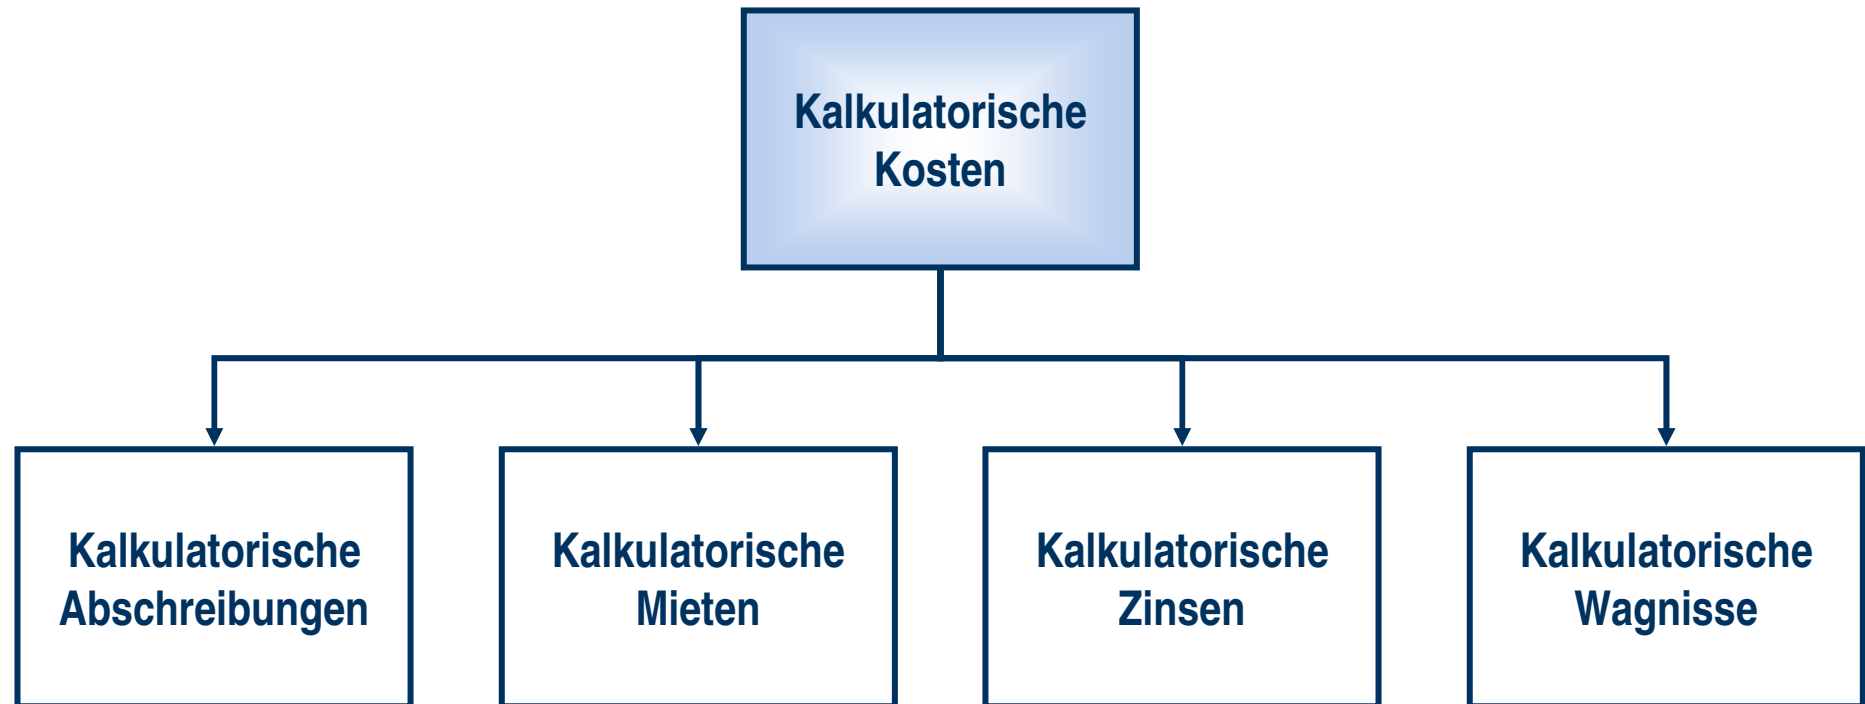 Kalkulatorische
Kosten
Kalkulatorische
Abschreibungen
Kalkulatorische
Mieten
Kalkulatorische
Zinsen
Kalkulatorische
Wagnisse